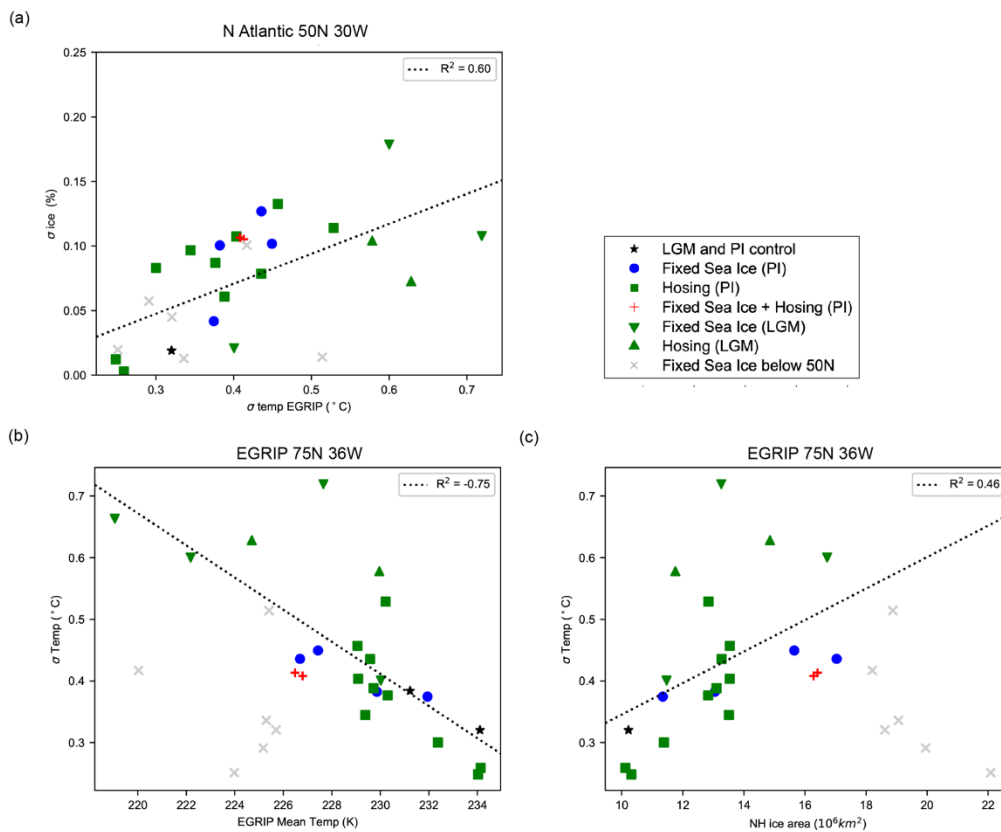 (a)
N Atlantic 50N 30W
R² = 0.60
0.25
0.20
0.15
0.10
0.05
0.00
σ ice (%)
0.3 0.4 0.5 0.6 0.7
σ temp EGRIP (°C)
LGM and PI control
Fixed Sea Ice (PI)
Hosing (PI)
Fixed Sea Ice + Hosing (PI)
Fixed Sea Ice (LGM)
Hosing (LGM)
Fixed Sea Ice below 50N
(b)
EGRIP 75N 36W
R² = -0.75
0.7
0.6
0.5
0.4
0.3
σ Temp (°C)
220 222 224 226 228 230 232 234
EGRIP Mean Temp (K)
(c)
EGRIP 75N 36W
R² = 0.46
0.7
0.6
0.5
0.4
0.3
σ Temp (°C)
10 12 14 16 18 20 22
NH ice area (10⁶km²)